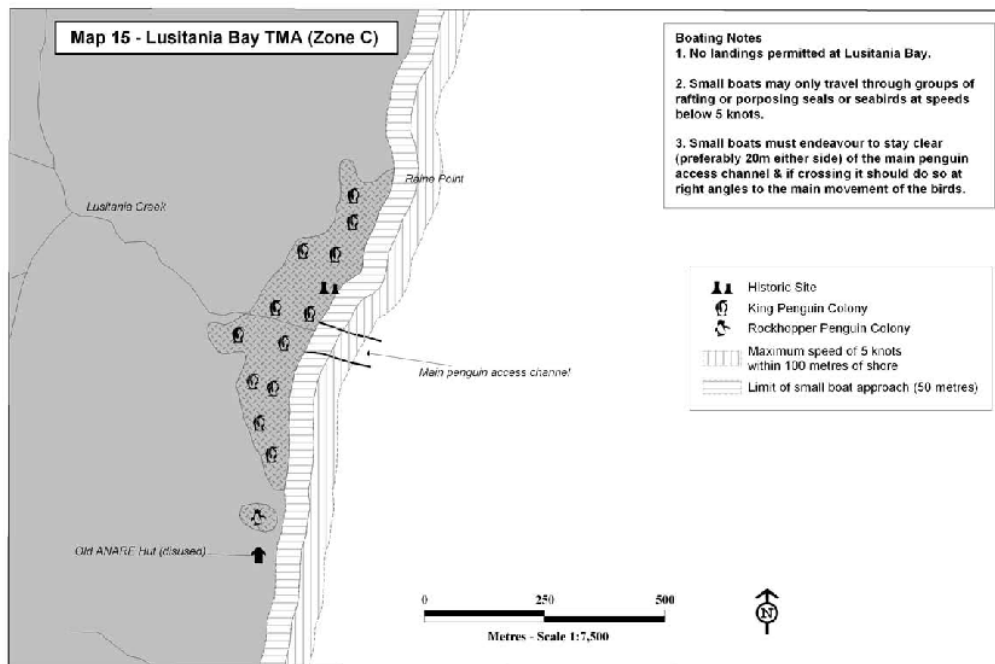 Map 15 - Lusitania Bay TMA (Zone C)
Boating Notes
1. No landings permitted at Lusitania Bay.
2. Small boats may only travel through groups of
rafting or porposing seals or seabirds at speeds
below 5 knots.
3. Small boats must endeavour to stay clear
(preferably 20m either side) of the main penguin
access channel & if crossing it should do so at
right angles to the main movement of the birds.
Raine Point
Lusitania Creek
Historic Site
King Penguin Colony
Rockhopper Penguin Colony
Maximum speed of 5 knots
within 100 metres of shore
Limit of small boat approach (50 metres)
Main penguin access channel
Old ANARE Hut (disused)
0 250 500
Metres - Scale 1:7,500
N